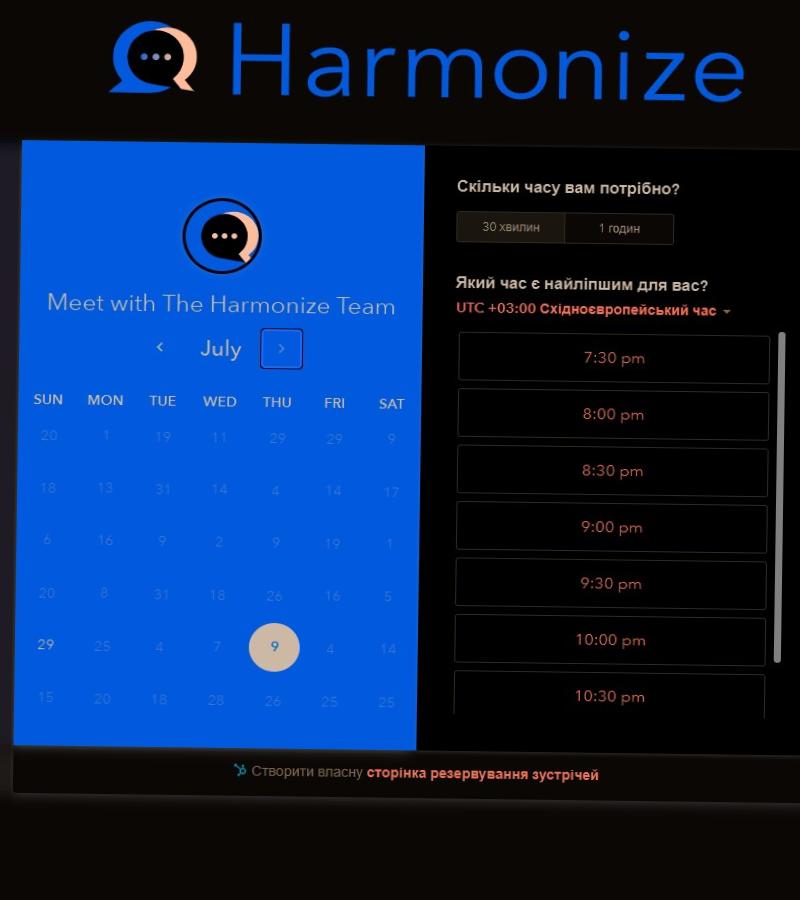 Harmonize
Meet with The Harmonize Team
July
SUN MON TUE WED THU FRI SAT
20 1 19 11 29 29 9
18 13 31 14 4 14 17
6 16 9 2 9 19 1
20 8 31 18 26 16 5
29 25 4 7 9 4 14
15 20 18 28 26 25 25
Скільки часу вам потрібно?
30 хвилин 1 годин
Який час є найліпшим для вас?
UTC +03:00 Східноєвропейський час
7:30 pm
8:00 pm
8:30 pm
9:00 pm
9:30 pm
10:00 pm
10:30 pm
Створити власну сторінка резервування зустрічей